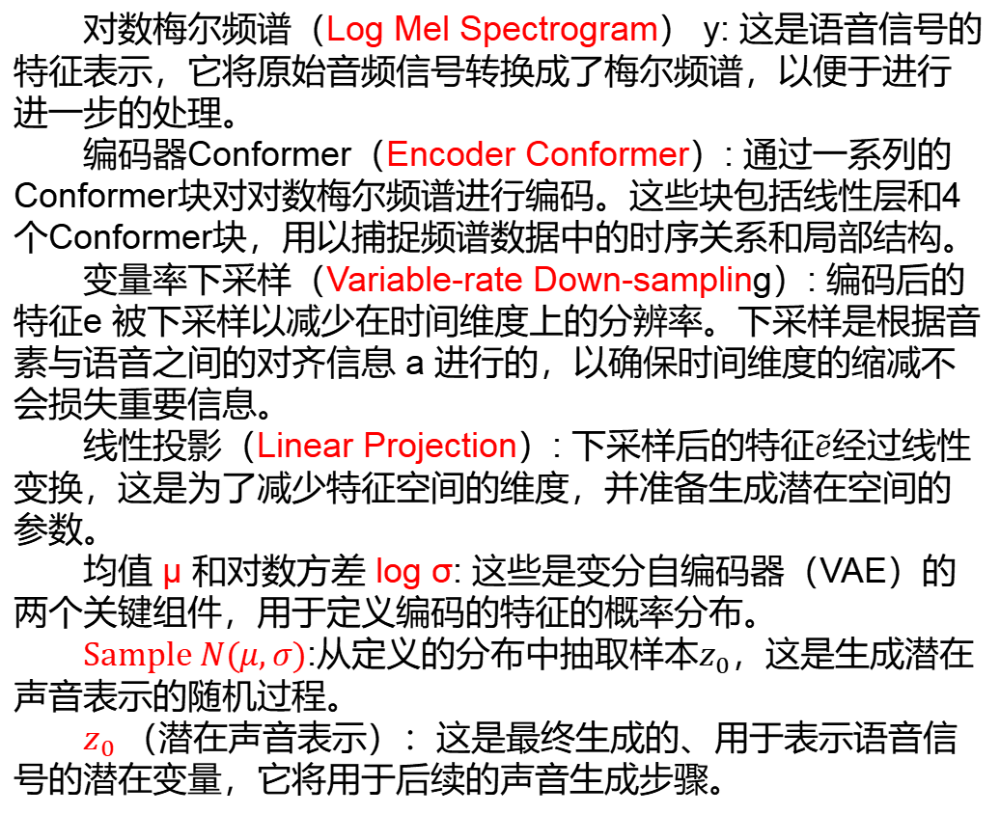 对数梅尔频谱（Log Mel Spectrogram） y: 这是语音信号的
特征表示，它将原始音频信号转换成了梅尔频谱，以便于进行
进一步的处理。
编码器Conformer（Encoder Conformer）: 通过一系列的
Conformer块对对数梅尔频谱进行编码。这些块包括线性层和4
个Conformer块，用以捕捉频谱数据中的时序关系和局部结构。
变量率下采样（Variable-rate Down-sampling）: 编码后的
特征e 被下采样以减少在时间维度上的分辨率。下采样是根据音
素与语音之间的对齐信息 a 进行的，以确保时间维度的缩减不
会损失重要信息。
线性投影（Linear Projection）: 下采样后的特征ẽ经过线性
变换，这是为了减少特征空间的维度，并准备生成潜在空间的
参数。
均值 μ 和对数方差 log σ: 这些是变分自编码器（VAE）的
两个关键组件，用于定义编码的特征的概率分布。
Sample N(μ, σ):从定义的分布中抽取样本z₀，这是生成潜在
声音表示的随机过程。
z₀ （潜在声音表示）: 这是最终生成的、用于表示语音信
号的潜在变量，它将用于后续的声音生成步骤。